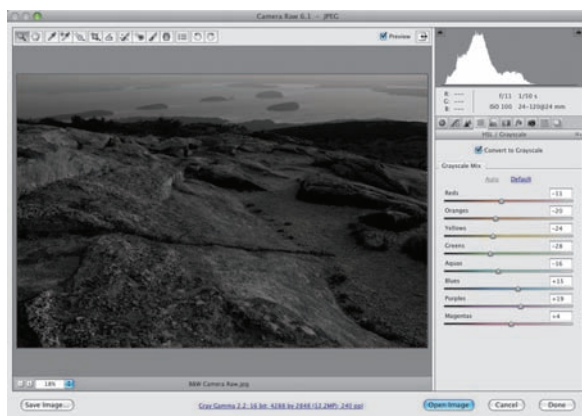 Camera Raw 6.1 - JPEG
Preview
R: ---
G: ---
B: ---
f/11 1/50 s
ISO 100 24-120@24 mm
HSL / Grayscale
Convert to Grayscale
Grayscale Mix
Auto Default
Reds -11
Oranges -20
Yellows -24
Greens -28
Aquas -16
Blues +15
Purples +19
Magentas +4
18%
B&W Camera Raw.jpg
Save Image...
Gray Gamma 2.2; 16 bit; 4288 by 2848 (12.2MP); 240 ppi
Open Image
Cancel
Done